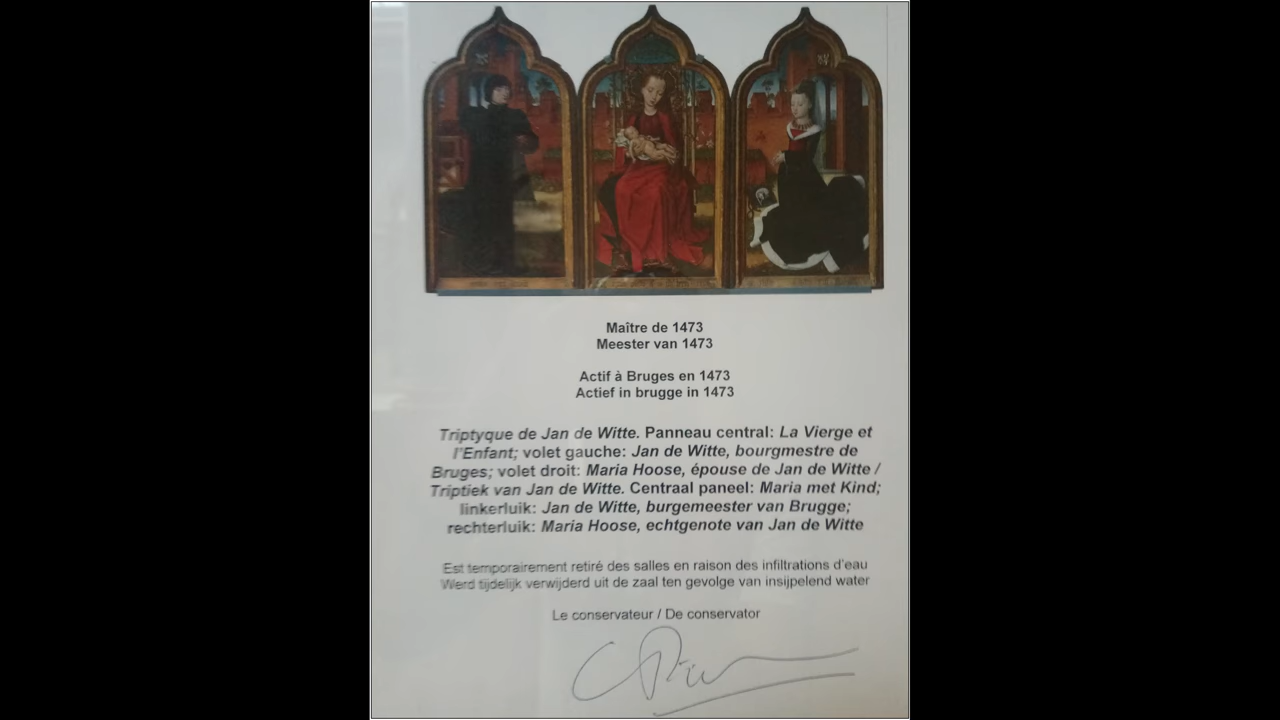 Maître de 1473
Meester van 1473
Actif à Bruges en 1473
Actief in brugge in 1473
Triptyque de Jan de Witte. Panneau central: La Vierge et
l'Enfant; volet gauche: Jan de Witte, bourgmestre de
Bruges; volet droit: Maria Hoose, épouse de Jan de Witte /
Triptiek van Jan de Witte. Centraal paneel: Maria met Kind;
linkerluik: Jan de Witte, burgemeester van Brugge;
rechterluik: Maria Hoose, echtgenote van Jan de Witte
Est temporairement retiré des salles en raison des infiltrations d'eau
Werd tijdelijk verwijderd uit de zaal ten gevolge van insijpelend water
Le conservateur / De conservator